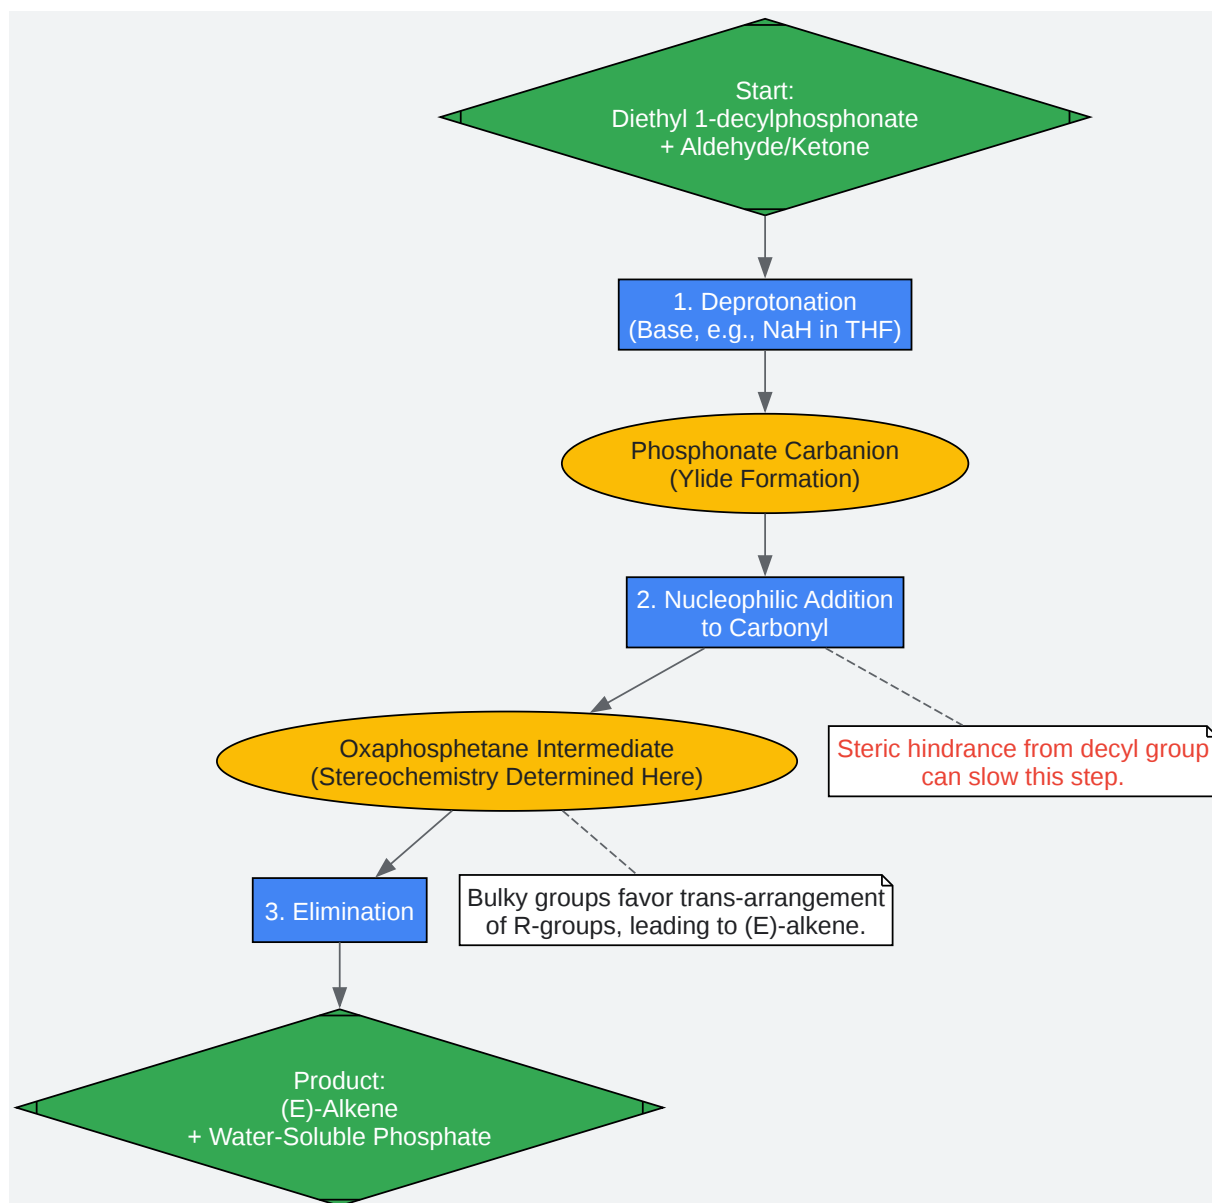 Start:
Diethyl 1-decylphosphonate
+ Aldehyde/Ketone
1. Deprotonation
(Base, e.g., NaH in THF)
Phosphonate Carbanion
(Ylide Formation)
2. Nucleophilic Addition
to Carbonyl
Oxaphosphetane Intermediate
(Stereochemistry Determined Here)
Steric hindrance from decyl group
can slow this step.
3. Elimination
Bulky groups favor trans-arrangement
of R-groups, leading to (E)-alkene.
Product:
(E)-Alkene
+ Water-Soluble Phosphate